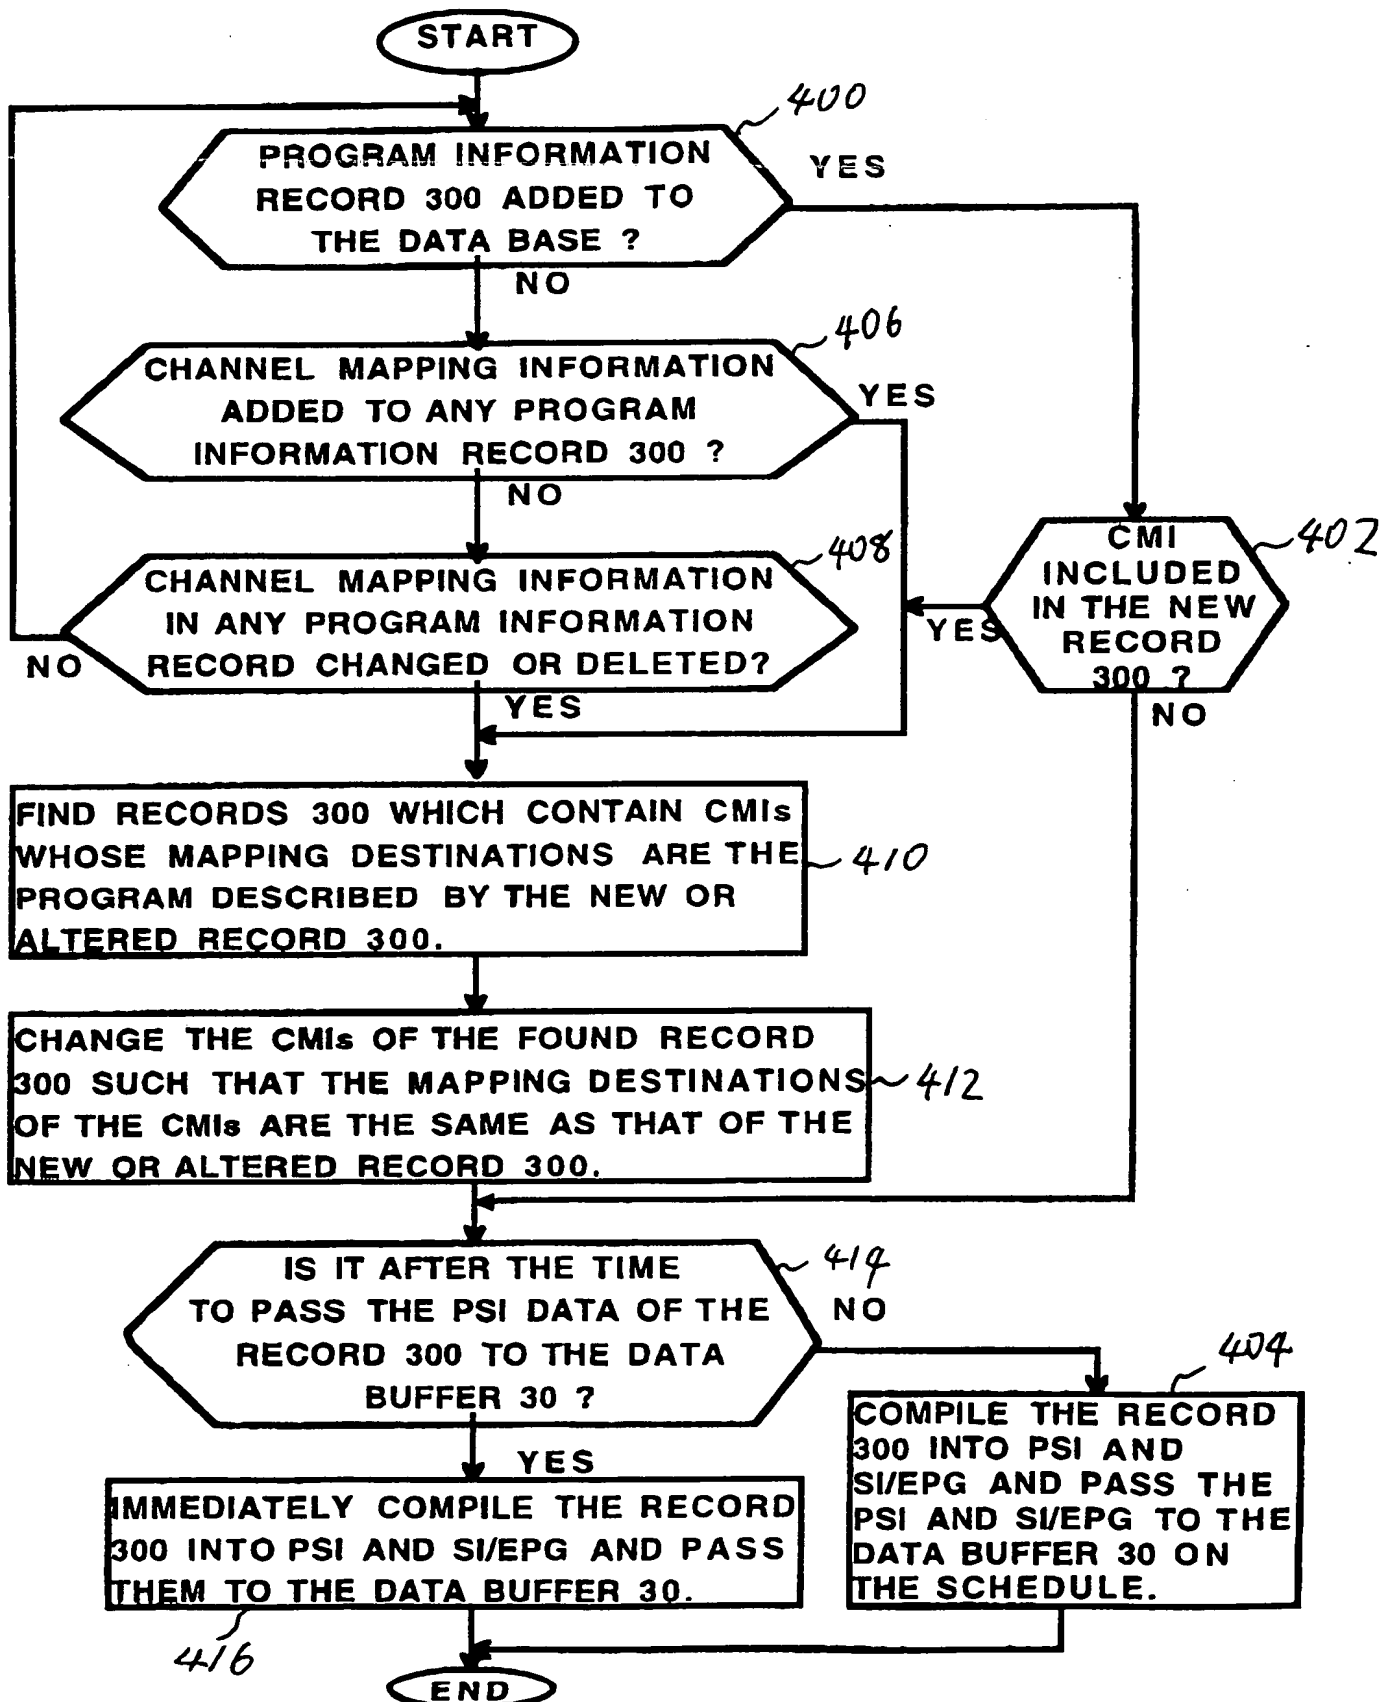 START
400
PROGRAM INFORMATION
RECORD 300 ADDED TO
THE DATA BASE ?
YES
NO
406
CHANNEL MAPPING INFORMATION
ADDED TO ANY PROGRAM
INFORMATION RECORD 300 ?
YES
NO
408
CHANNEL MAPPING INFORMATION
IN ANY PROGRAM INFORMATION
RECORD CHANGED OR DELETED?
NO
YES
402
CMI
INCLUDED
IN THE NEW
RECORD
300 ?
YES
NO
FIND RECORDS 300 WHICH CONTAIN CMIs
WHOSE MAPPING DESTINATIONS ARE THE
PROGRAM DESCRIBED BY THE NEW OR
ALTERED RECORD 300.
410
CHANGE THE CMIs OF THE FOUND RECORD
300 SUCH THAT THE MAPPING DESTINATIONS
OF THE CMIs ARE THE SAME AS THAT OF THE
NEW OR ALTERED RECORD 300.
412
IS IT AFTER THE TIME
TO PASS THE PSI DATA OF THE
RECORD 300 TO THE DATA
BUFFER 30 ?
414
NO
YES
404
COMPILE THE RECORD
300 INTO PSI AND
SI/EPG AND PASS THE
PSI AND SI/EPG TO THE
DATA BUFFER 30 ON
THE SCHEDULE.
IMMEDIATELY COMPILE THE RECORD
300 INTO PSI AND SI/EPG AND PASS
THEM TO THE DATA BUFFER 30.
416
END